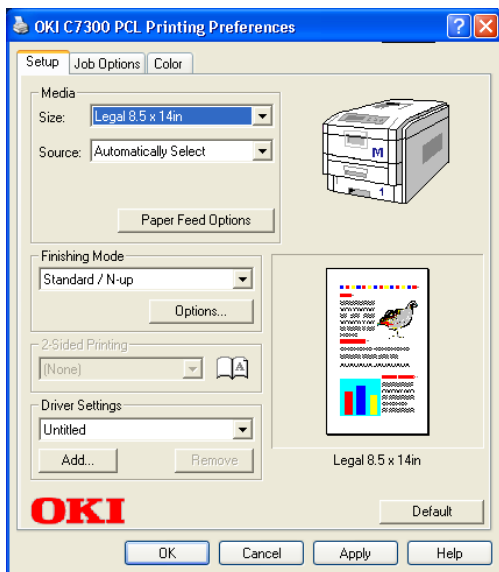 OKI C7300 PCL Printing Preferences
Setup
Job Options
Color
Media
Size:
Legal 8.5 x 14in
Source:
Automatically Select
Paper Feed Options
M
1
Finishing Mode
Standard / N-up
Options...
2-Sided Printing
(None)
A
Driver Settings
Untitled
Add...
Remove
Legal 8.5 x 14in
OKI
Default
OK
Cancel
Apply
Help